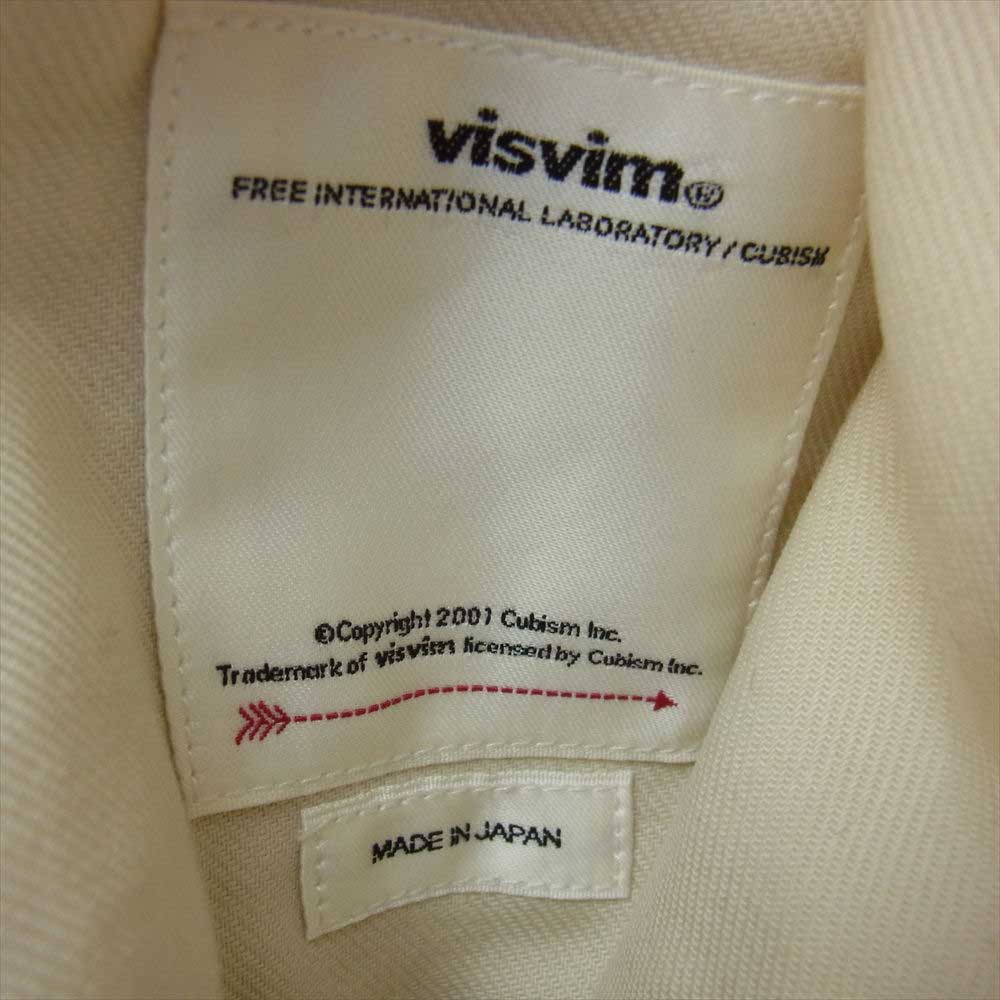 visvim®
FREE INTERNATIONAL LABORATORY / CUBISM
©Copyright 2001 Cubism Inc.
Trademark of visvim licensed by Cubism Inc.
MADE IN JAPAN